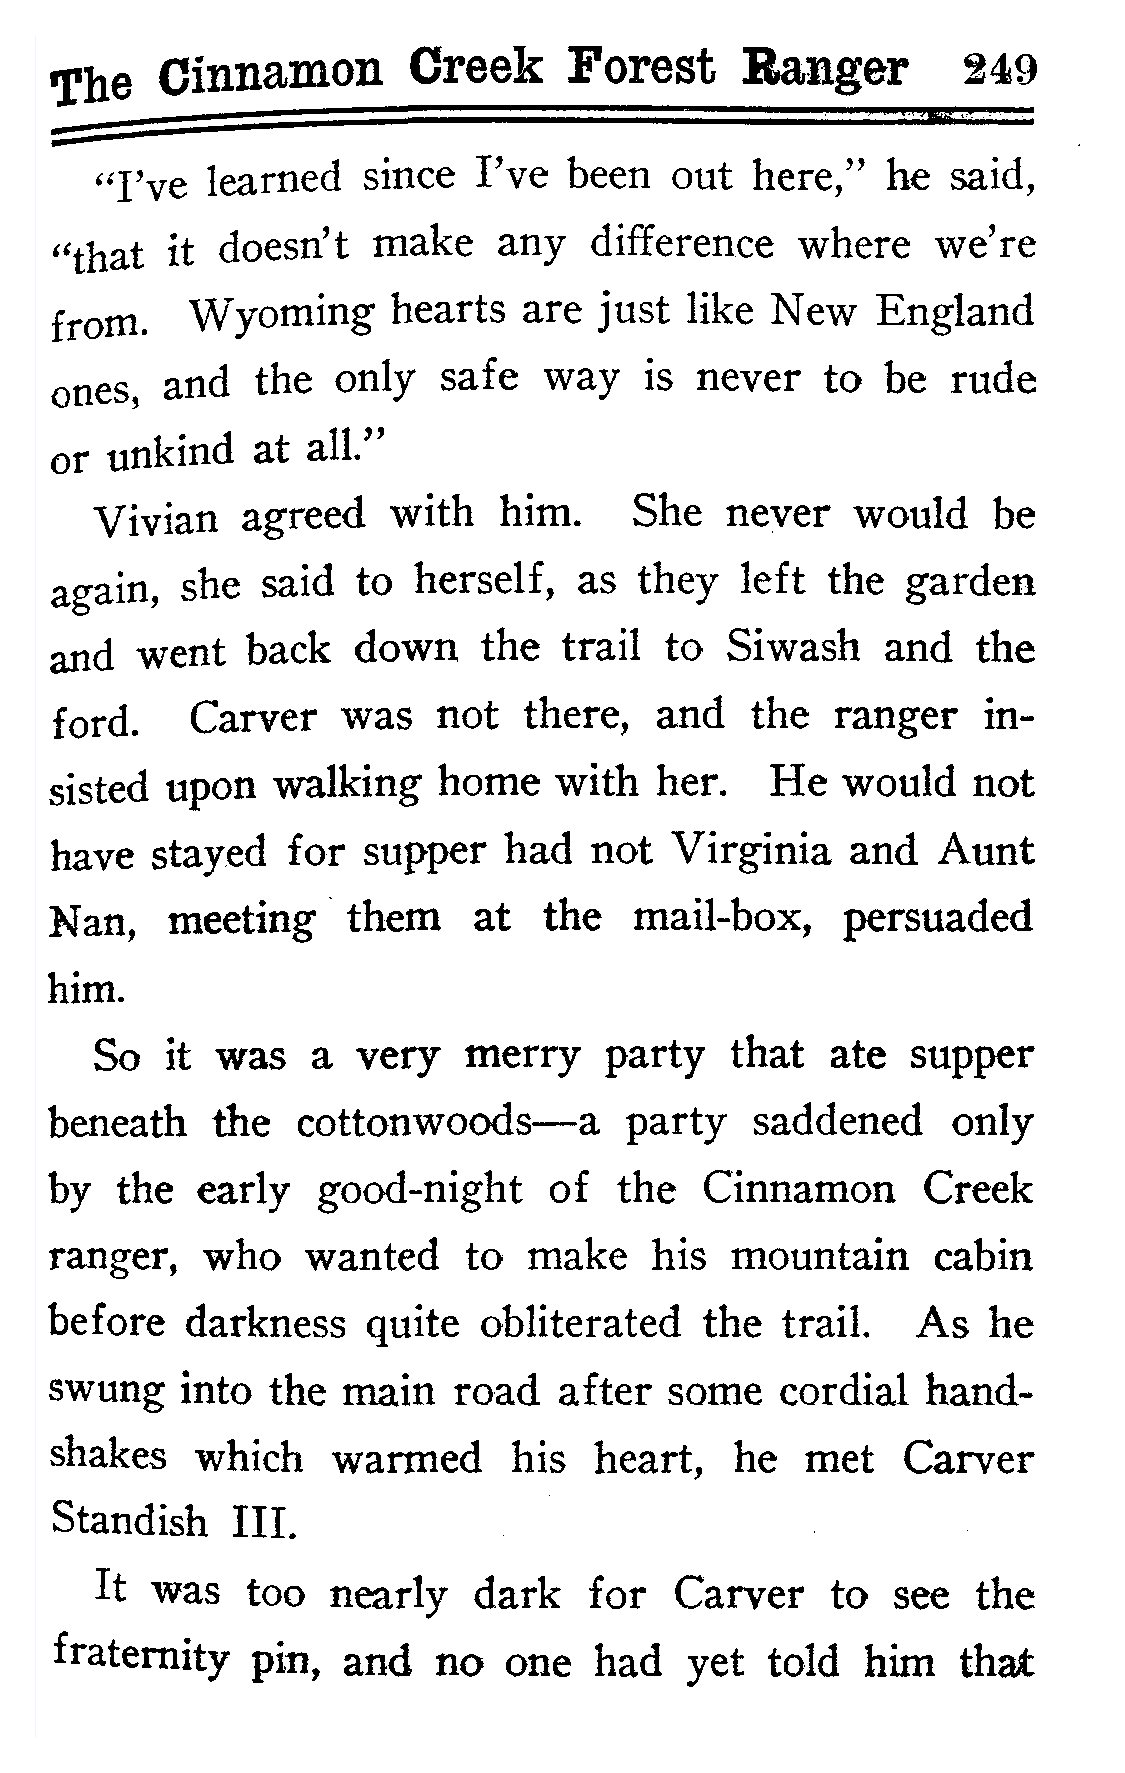 The Cinnamon Creek Forest Ranger 249
“I’ve learned since I’ve been out here,” he said,
“that it doesn’t make any difference where we’re
from. Wyoming hearts are just like New England
ones, and the only safe way is never to be rude
or unkind at all.”
Vivian agreed with him. She never would be
again, she said to herself, as they left the garden
and went back down the trail to Siwash and the
ford. Carver was not there, and the ranger in-
sisted upon walking home with her. He would not
have stayed for supper had not Virginia and Aunt
Nan, meeting them at the mail-box, persuaded
him.
So it was a very merry party that ate supper
beneath the cottonwoods—a party saddened only
by the early good-night of the Cinnamon Creek
ranger, who wanted to make his mountain cabin
before darkness quite obliterated the trail. As he
swung into the main road after some cordial hand-
shakes which warmed his heart, he met Carver
Standish III.
It was too nearly dark for Carver to see the
fraternity pin, and no one had yet told him that